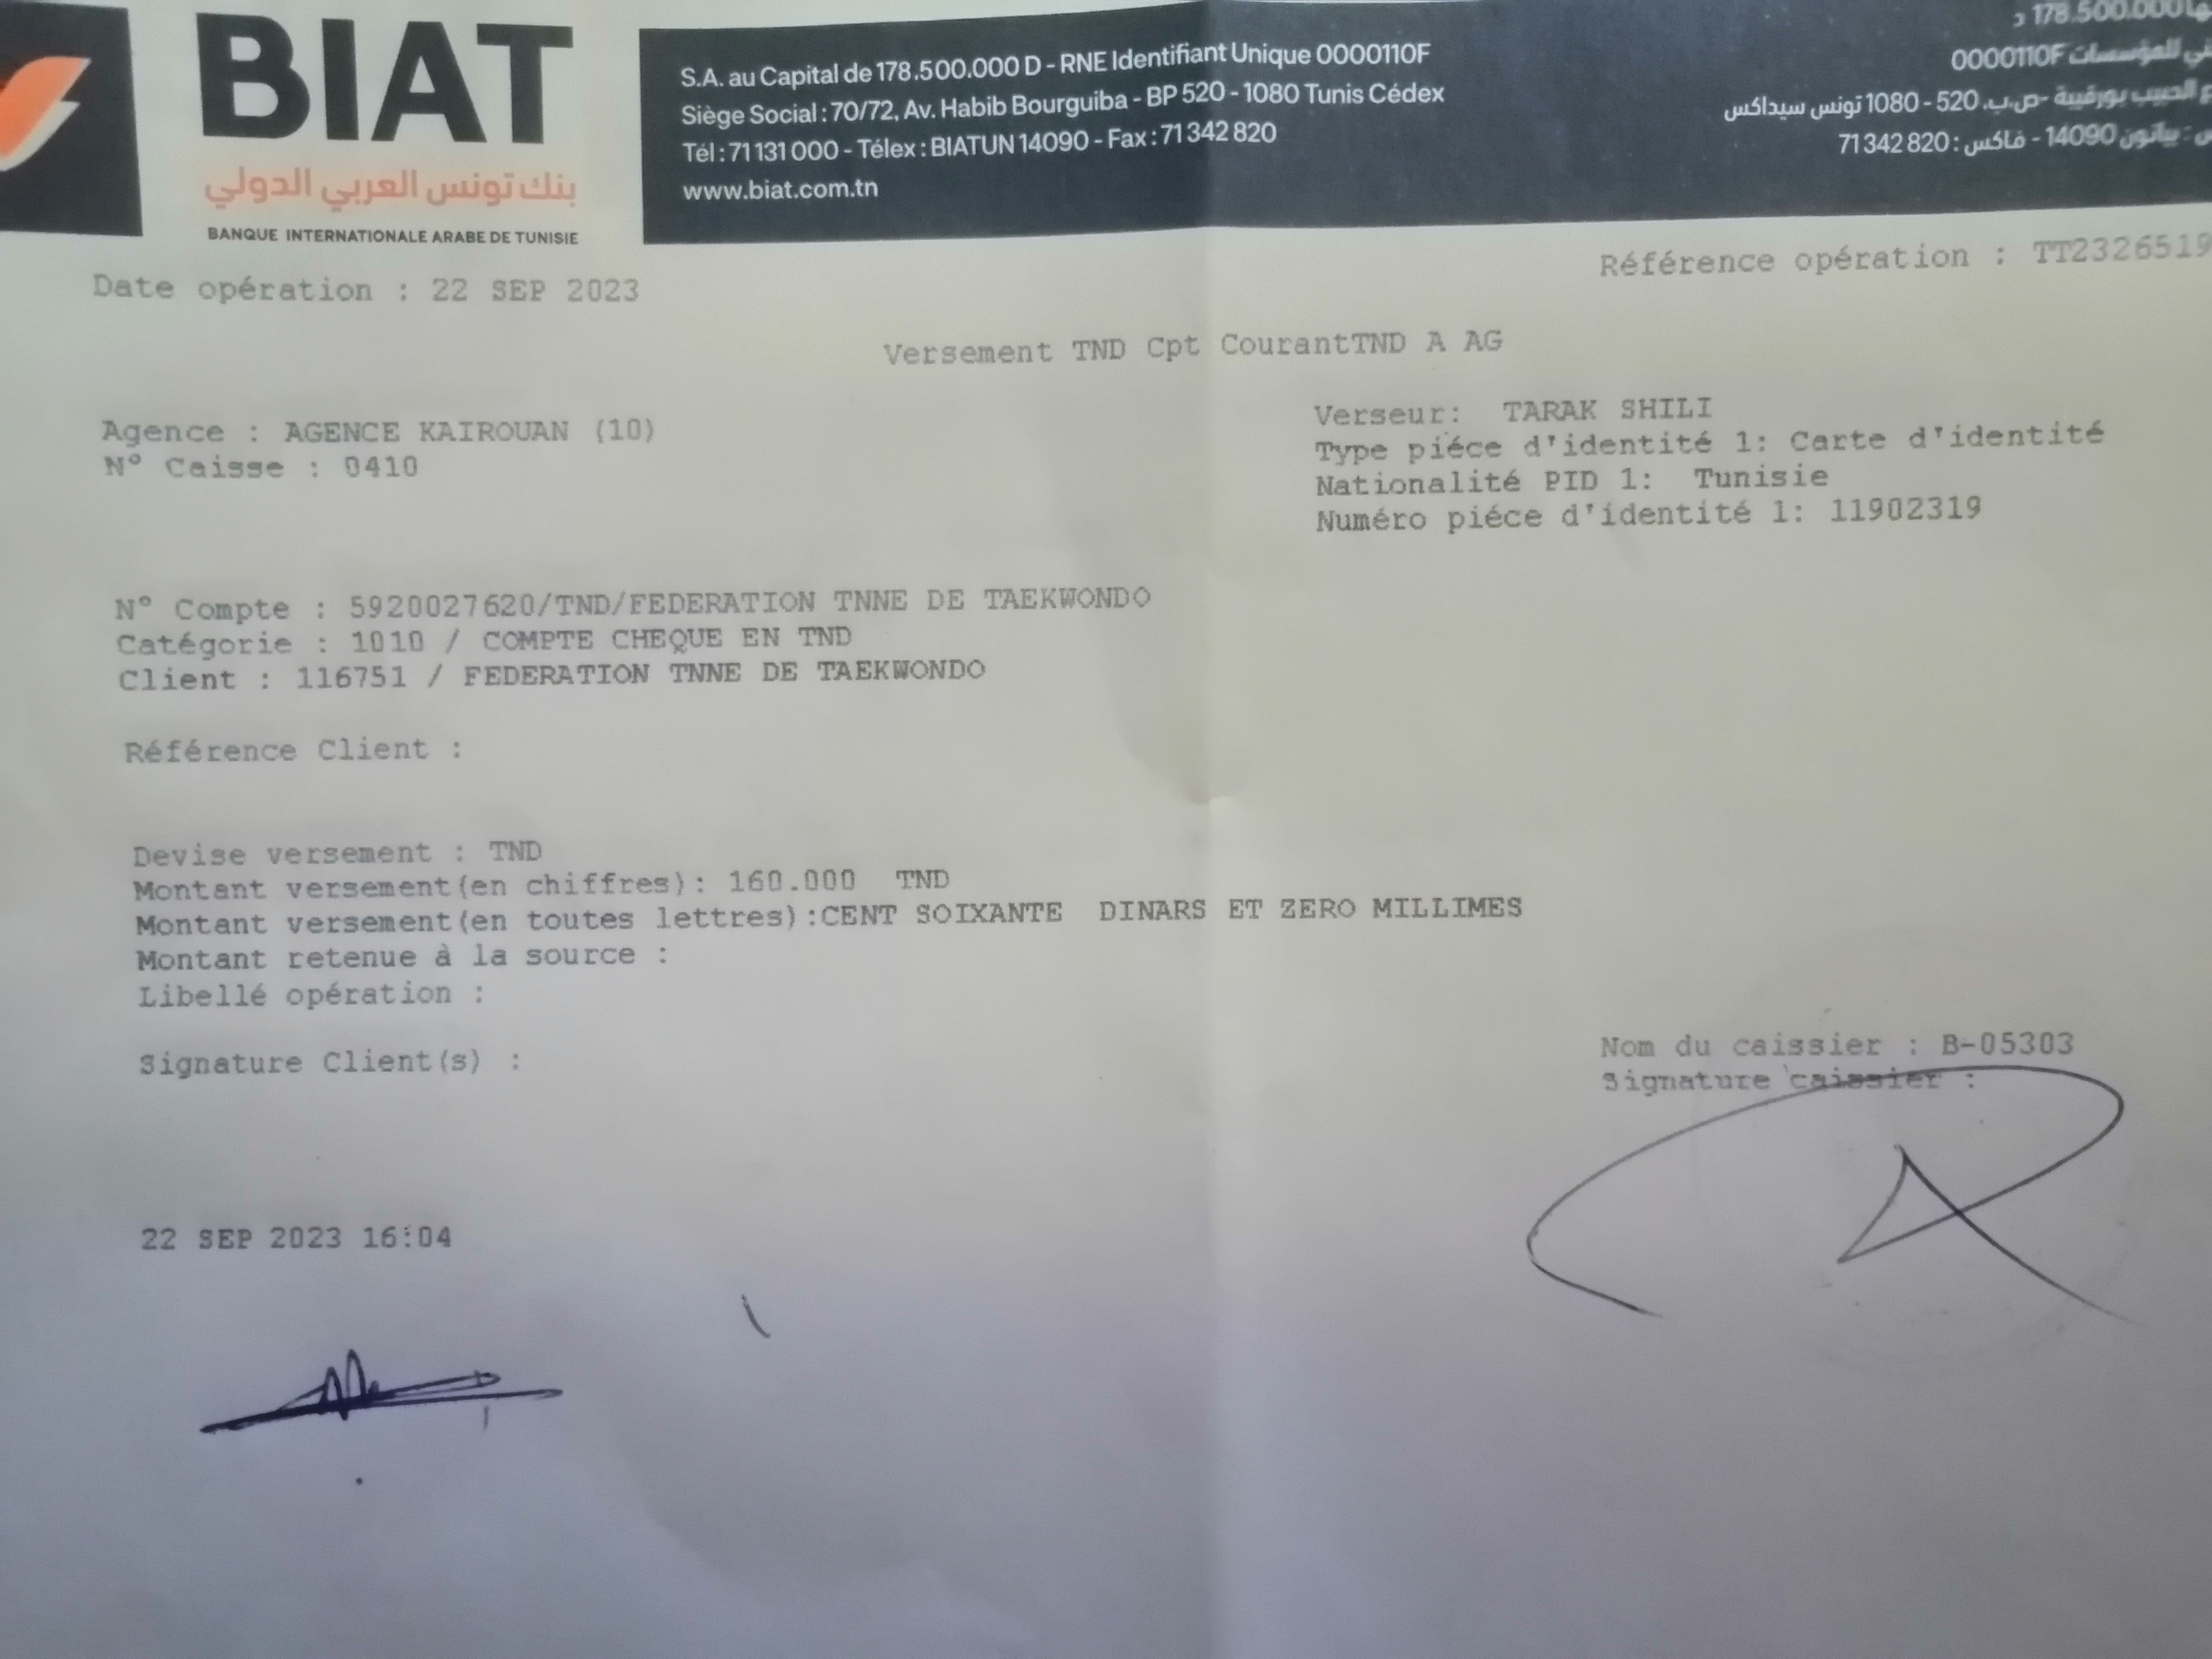 BIAT
بنك تونس العربي الدولي
BANQUE INTERNATIONALE ARABE DE TUNISIE
S.A. au Capital de 178.500.000 D - RNE Identifiant Unique 0000110F
Siège Social : 70/72, Av. Habib Bourguiba - BP 520 - 1080 Tunis Cédex
Tél : 71 131 000 - Télex : BIATUN 14090 - Fax : 71 342 820
www.biat.com.tn
178.500.000 د
للمؤسسات 0000110F
الحبيب بورقيبة -ص.ب. 520 - 1080 تونس سيداكس
بياتون 14090 - فاكس : 71 342 820
Date opération : 22 SEP 2023
Référence opération : TT2326519
Versement TND Cpt CourantTND A AG
Agence : AGENCE KAIROUAN (10)
N° Caisse : 0410
Verseur: TARAK SHILI
Type piéce d'identité 1: Carte d'identité
Nationalité PID 1: Tunisie
Numéro piéce d'identité 1: 11902319
N° Compte : 5920027620/TND/FEDERATION TNNE DE TAEKWONDO
Catégorie : 1010 / COMPTE CHEQUE EN TND
Client : 116751 / FEDERATION TNNE DE TAEKWONDO
Référence Client :
Devise versement : TND
Montant versement(en chiffres): 160.000 TND
Montant versement(en toutes lettres):CENT SOIXANTE DINARS ET ZERO MILLIMES
Montant retenue à la source :
Libellé opération :
Signature Client(s) :
Nom du caissier : B-05303
Signature caissier :
22 SEP 2023 16:04